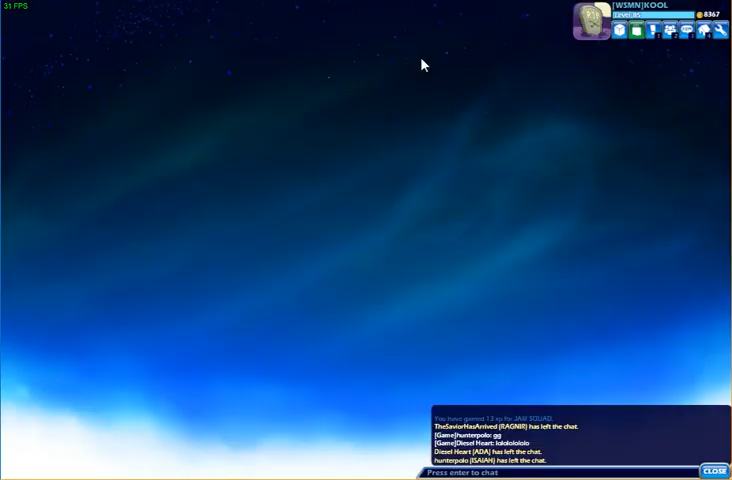 31 FPS
[WSMN]KOOL
Level 85
8367
You have gained 13 xp for JAW SQUAD.
TheSaviorHasArrived (RAGNIR) has left the chat.
[Game]hunterpolo: gg
[Game]Diesel Heart: lolololololo
Diesel Heart (ADA) has left the chat.
hunterpolo (ISAIAH) has left the chat.
Press enter to chat
CLOSE